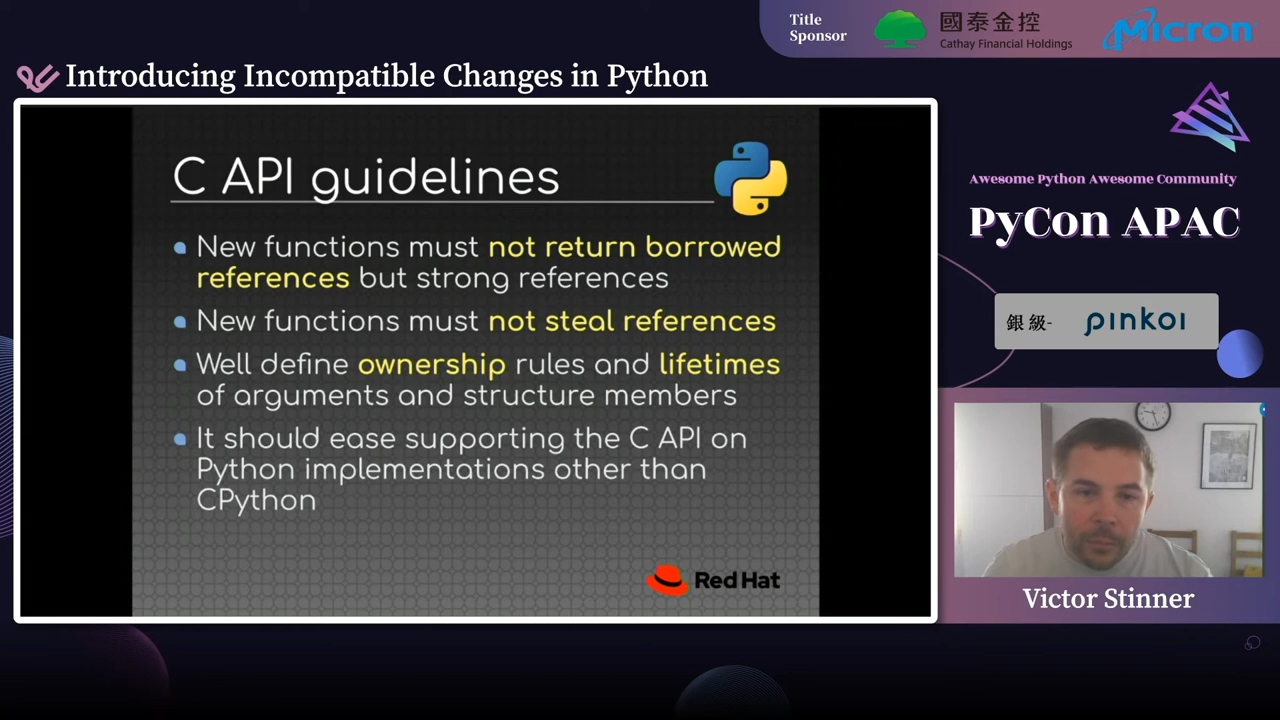 Title
Sponsor
國泰金控
Cathay Financial Holdings
Micron
Introducing Incompatible Changes in Python
C API guidelines
New functions must not return borrowed
references but strong references
New functions must not steal references
Well define ownership rules and lifetimes
of arguments and structure members
It should ease supporting the C API on
Python implementations other than
CPython
Red Hat
Awesome Python Awesome Community
PyCon APAC
銀級- pinkoi
Victor Stinner